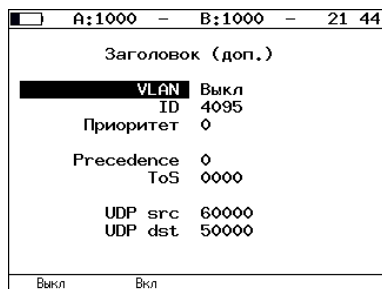 A:1000 – B:1000 – 21 44
Заголовок (доп.)
VLAN Выкл
ID 4095
Приоритет 0
Precedence 0
ToS 0000
UDP src 60000
UDP dst 50000
Выкл Вкл